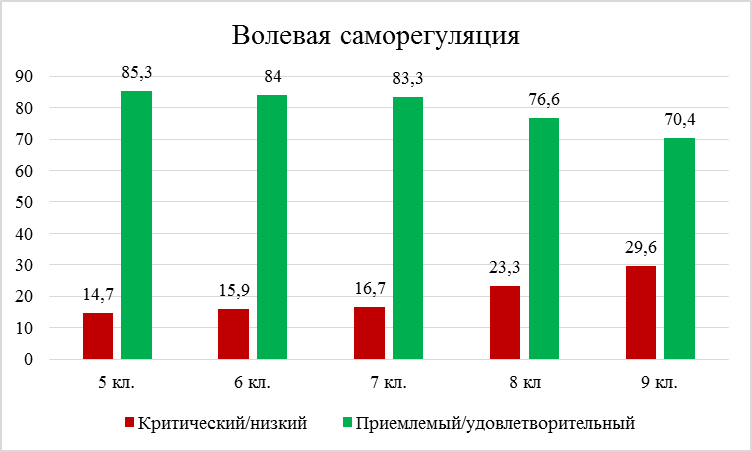 Волевая саморегуляция
90
80
70
60
50
40
30
20
10
0
85,3
84
83,3
76,6
70,4
14,7
15,9
16,7
23,3
29,6
5 кл.
6 кл.
7 кл.
8 кл
9 кл.
Критический/низкий
Приемлемый/удовлетворительный